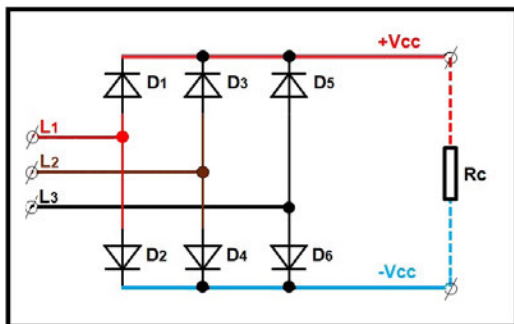 +Vcc
D1 D3 D5
L1
L2
Rc
L3
D2 D4 D6
-Vcc